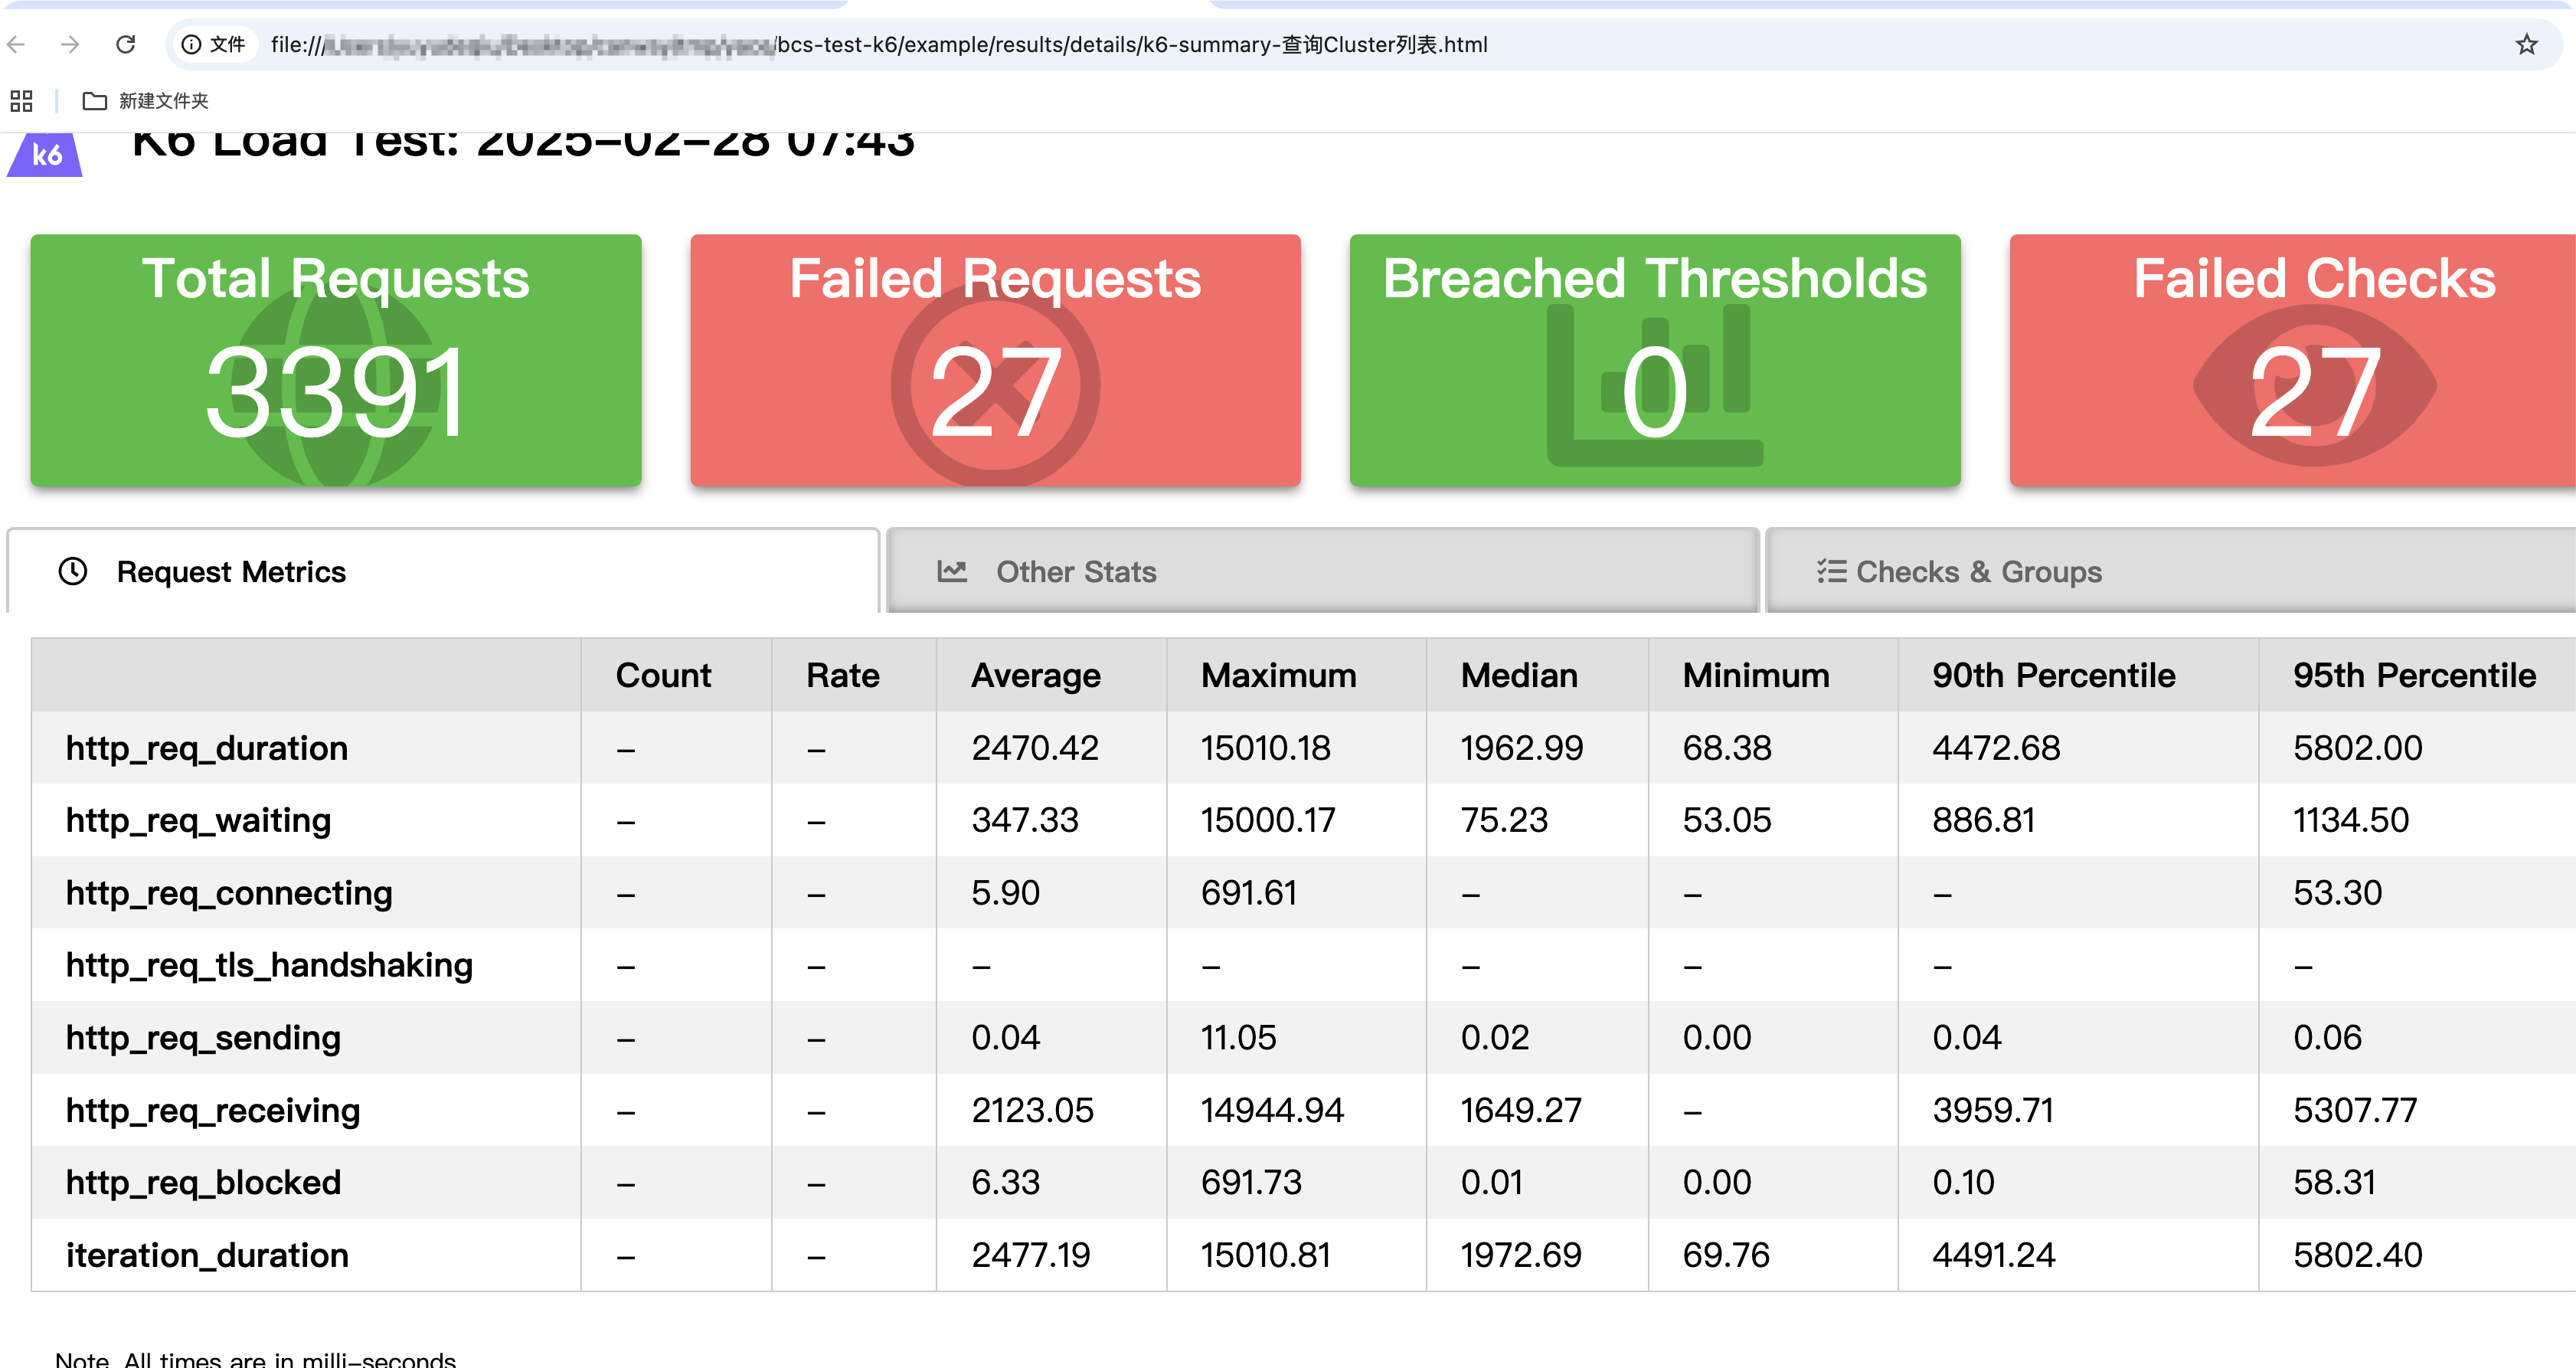 文件 file:/// /bcs-test-k6/example/results/details/k6-summary-查询Cluster列表.html
新建文件夹
k6 K6 Load Test: 2025-02-28 07:43
Total Requests Failed Requests Breached Thresholds Failed Checks
3391 27 0 27
Request Metrics Other Stats Checks & Groups
Count Rate Average Maximum Median Minimum 90th Percentile 95th Percentile
http_req_duration – – 2470.42 15010.18 1962.99 68.38 4472.68 5802.00
http_req_waiting – – 347.33 15000.17 75.23 53.05 886.81 1134.50
http_req_connecting – – 5.90 691.61 – – – 53.30
http_req_tls_handshaking – – – – – – – –
http_req_sending – – 0.04 11.05 0.02 0.00 0.04 0.06
http_req_receiving – – 2123.05 14944.94 1649.27 – 3959.71 5307.77
http_req_blocked – – 6.33 691.73 0.01 0.00 0.10 58.31
iteration_duration – – 2477.19 15010.81 1972.69 69.76 4491.24 5802.40
Note. All times are in milli-seconds